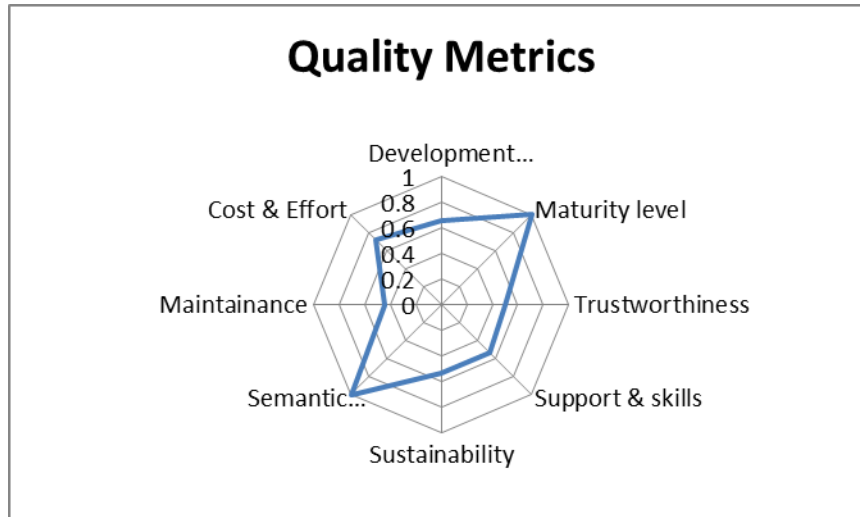 Quality Metrics
Development...
1
0.8
0.6
0.4
0.2
0
Cost & Effort
Maturity level
Maintainance
Trustworthiness
Semantic...
Support & skills
Sustainability